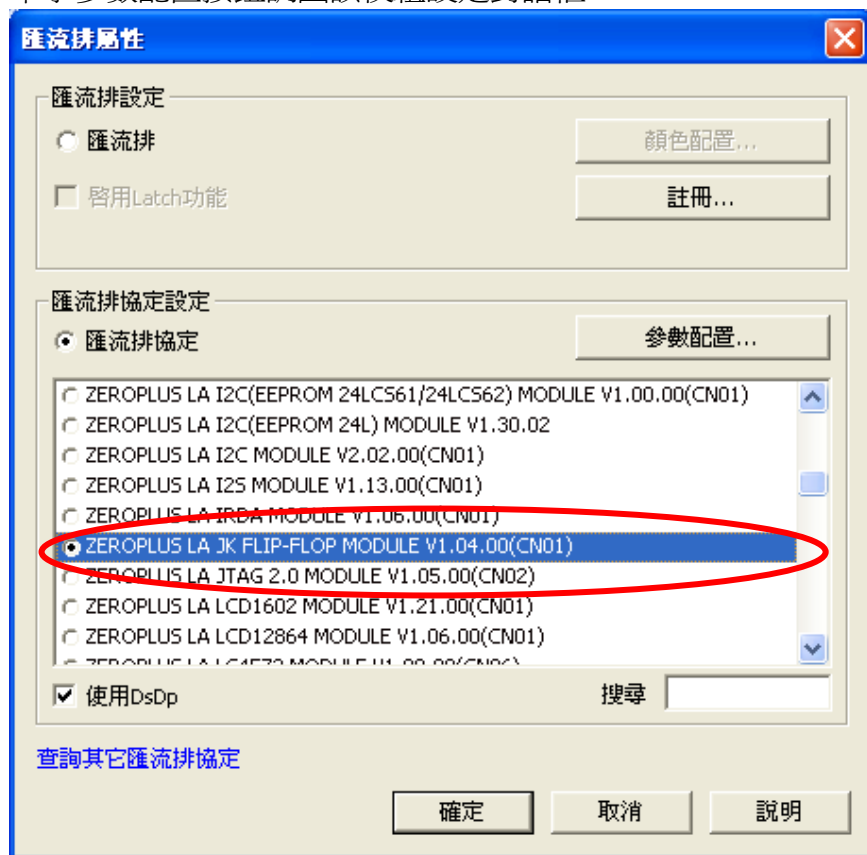 匯流排屬性
匯流排設定
匯流排
顏色配置...
啓用Latch功能
註冊...
匯流排協定設定
匯流排協定
參數配置...
ZEROPLUS LA I2C(EEPROM 24LCS61/24LCS62) MODULE V1.00.00(CN01)
ZEROPLUS LA I2C(EEPROM 24L) MODULE V1.30.02
ZEROPLUS LA I2C MODULE V2.02.00(CN01)
ZEROPLUS LA I2S MODULE V1.13.00(CN01)
ZEROPLUS LA IRDA MODULE V1.06.00(CN01)
ZEROPLUS LA JK FLIP-FLOP MODULE V1.04.00(CN01)
ZEROPLUS LA JTAG 2.0 MODULE V1.05.00(CN02)
ZEROPLUS LA LCD1602 MODULE V1.21.00(CN01)
ZEROPLUS LA LCD12864 MODULE V1.06.00(CN01)
使用DsDp
搜尋
查詢其它匯流排協定
確定
取消
説明